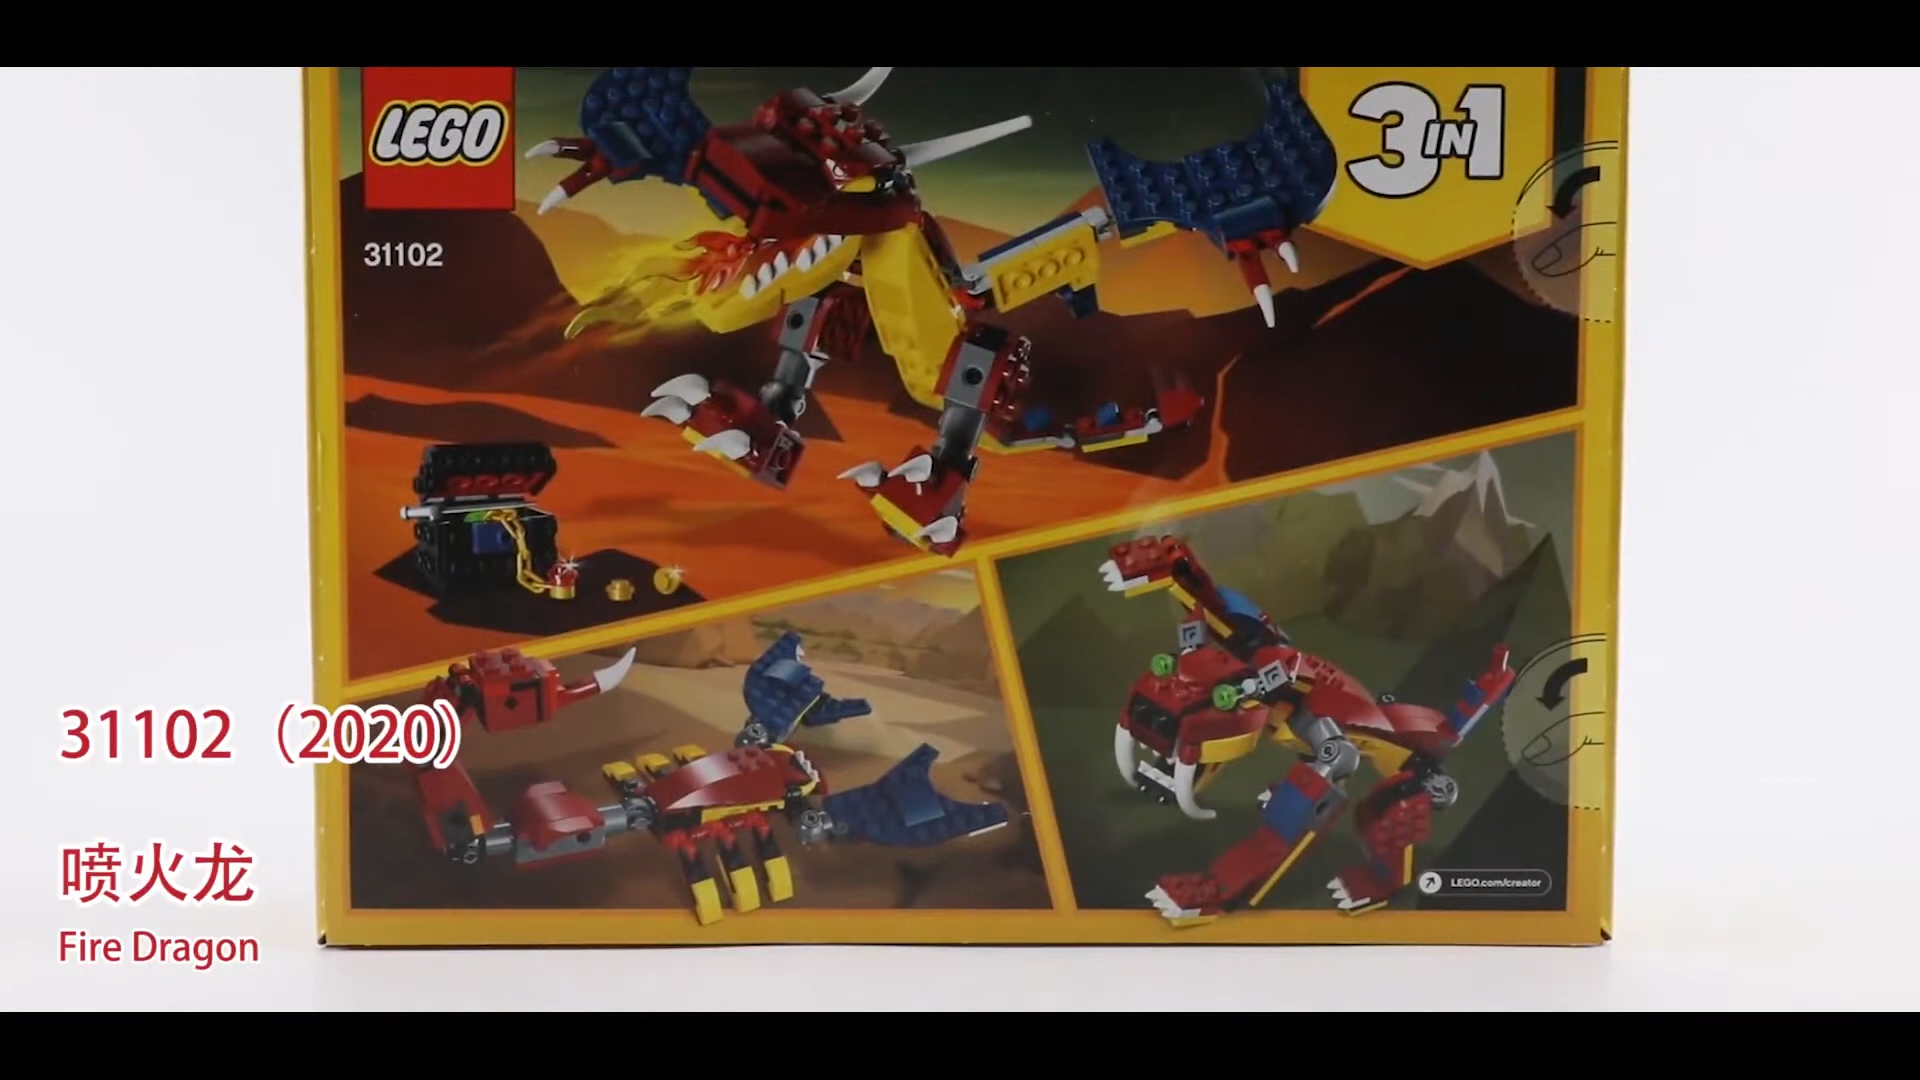 LEGO
3 IN 1
31102
31102（2020）
喷火龙
Fire Dragon
LEGO.com/creator